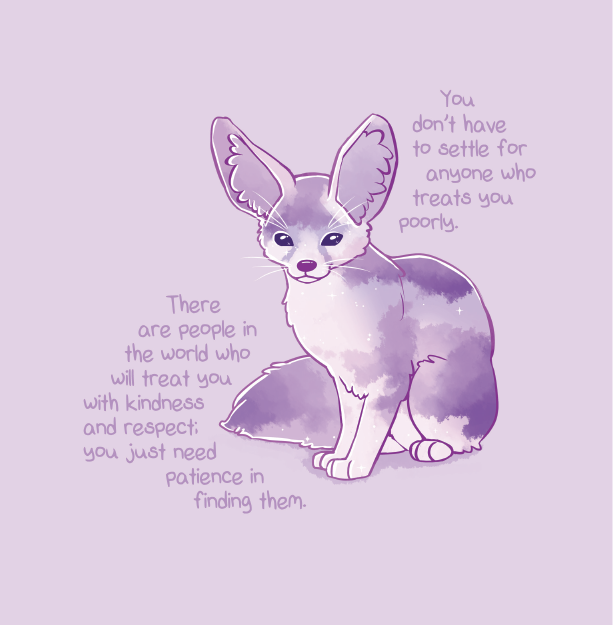 You
don't have
to settle for
anyone who
treats you
poorly.
There
are people in
the world who
will treat you
with kindness
and respect;
you just need
patience in
finding them.